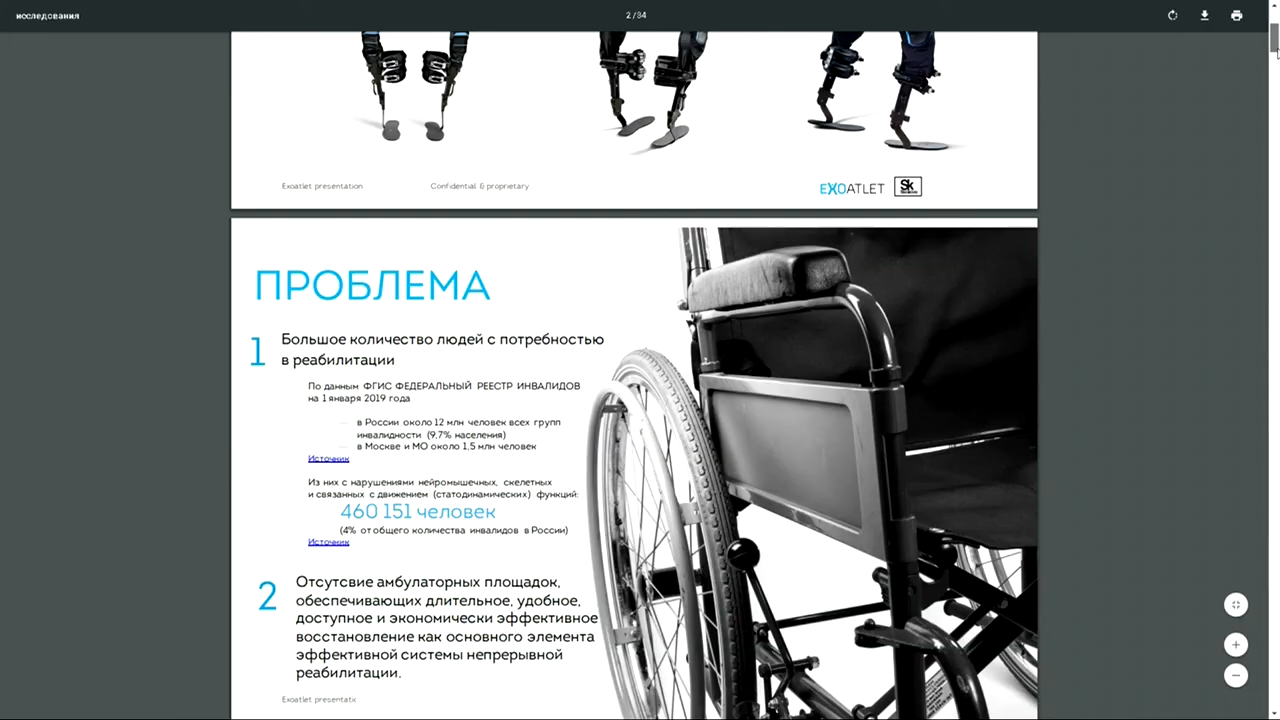 исследования
2 / 34
Exoatlet presentation
Confidential & proprietary
EXOATLET
Sk
ПРОБЛЕМА
1
Большое количество людей с потребностью
в реабилитации
По данным ФГИС ФЕДЕРАЛЬНЫЙ РЕЕСТР ИНВАЛИДОВ
на 1 января 2019 года
— в России около 12 млн человек всех групп
инвалидности (9,7% населения)
— в Москве и МО около 1,5 млн человек
Источник
Из них с нарушениями нейромышечных, скелетных
и связанных с движением (статодинамических) функций:
460 151 человек
(4% от общего количества инвалидов в России)
Источник
2
Отсутсвие амбулаторных площадок,
обеспечивающих длительное, удобное,
доступное и экономически эффективное
восстановление как основного элемента
эффективной системы непрерывной
реабилитации.
Exoatlet presentatic